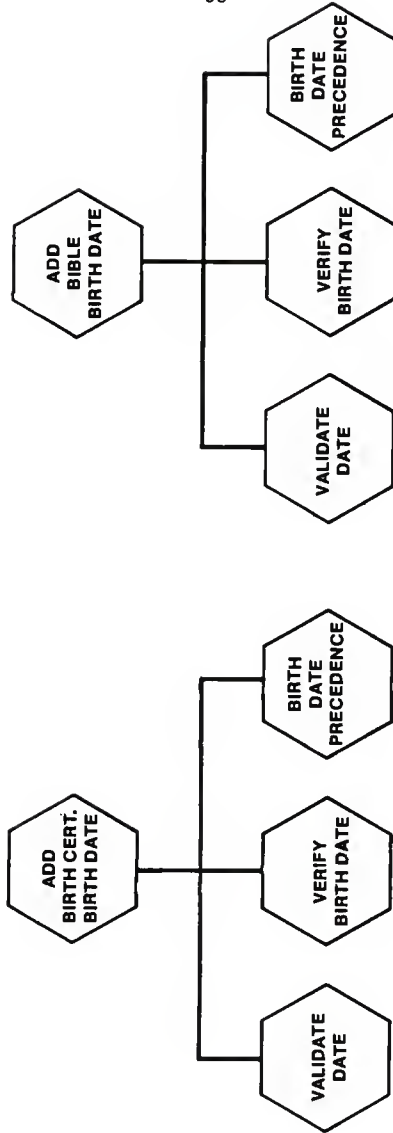 ADD
BIRTH CERT.
BIRTH DATE
VALIDATE
DATE
VERIFY
BIRTH DATE
BIRTH
DATE
PRECEDENCE
ADD
BIBLE
BIRTH DATE
VALIDATE
DATE
VERIFY
BIRTH DATE
BIRTH
DATE
PRECEDENCE